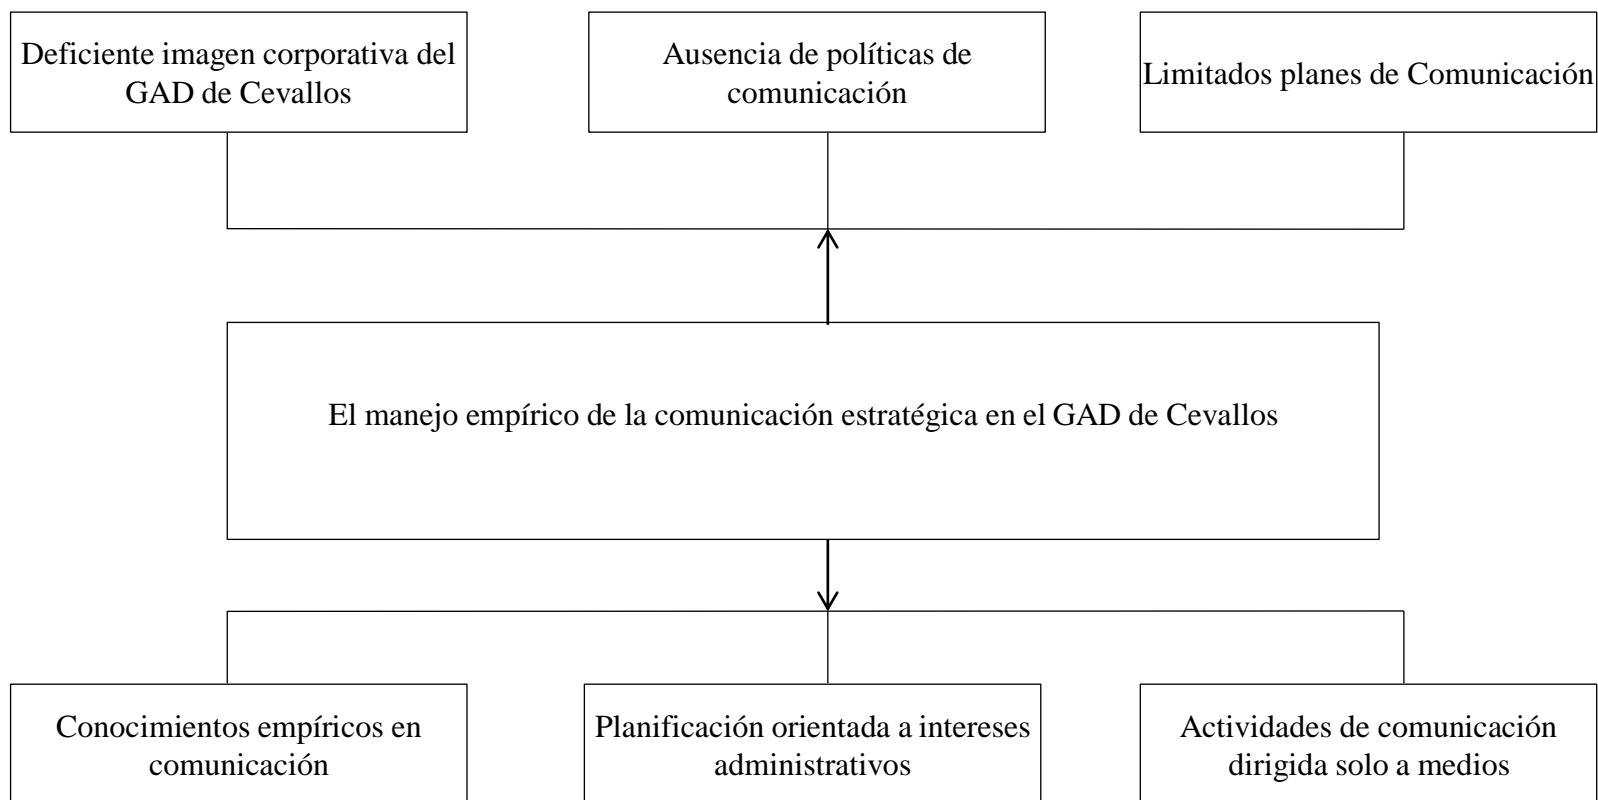 Deficiente imagen corporativa del
GAD de Cevallos
Ausencia de políticas de
comunicación
Limitados planes de Comunicación
El manejo empírico de la comunicación estratégica en el GAD de Cevallos
Conocimientos empíricos en
comunicación
Planificación orientada a intereses
administrativos
Actividades de comunicación
dirigida solo a medios